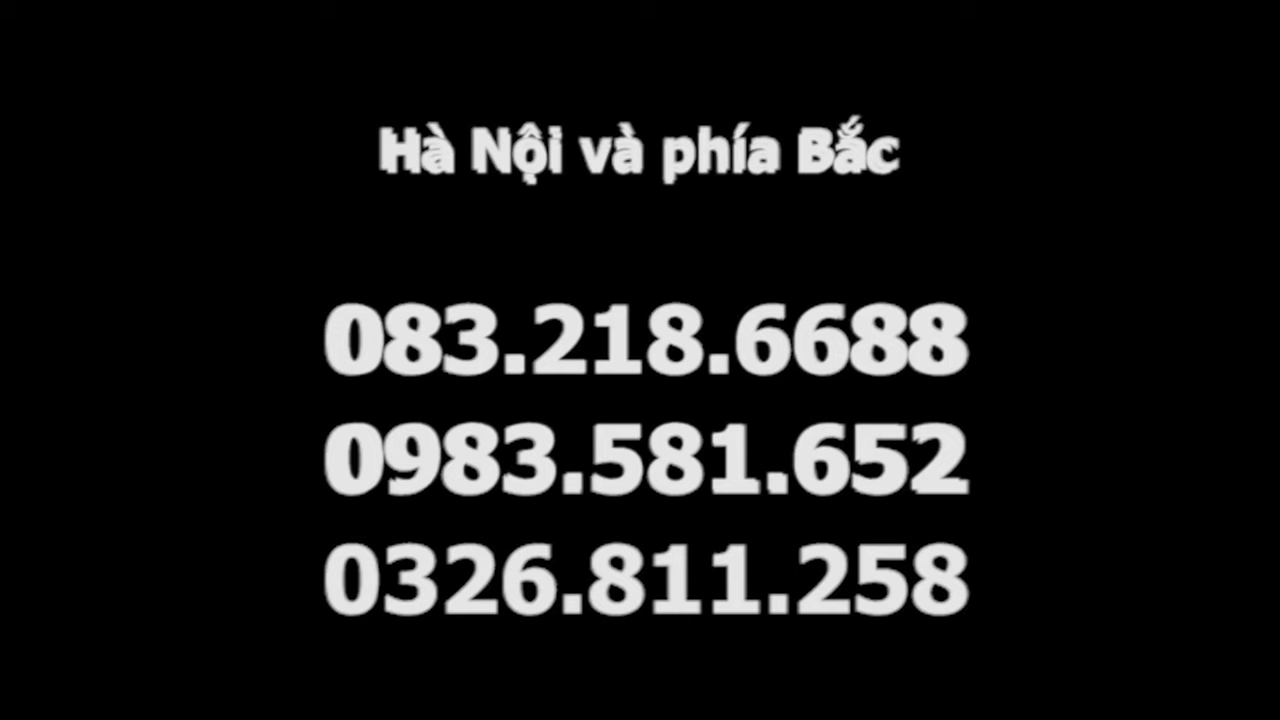 Hà Nội và phía Bắc
083.218.6688
0983.581.652
0326.811.258